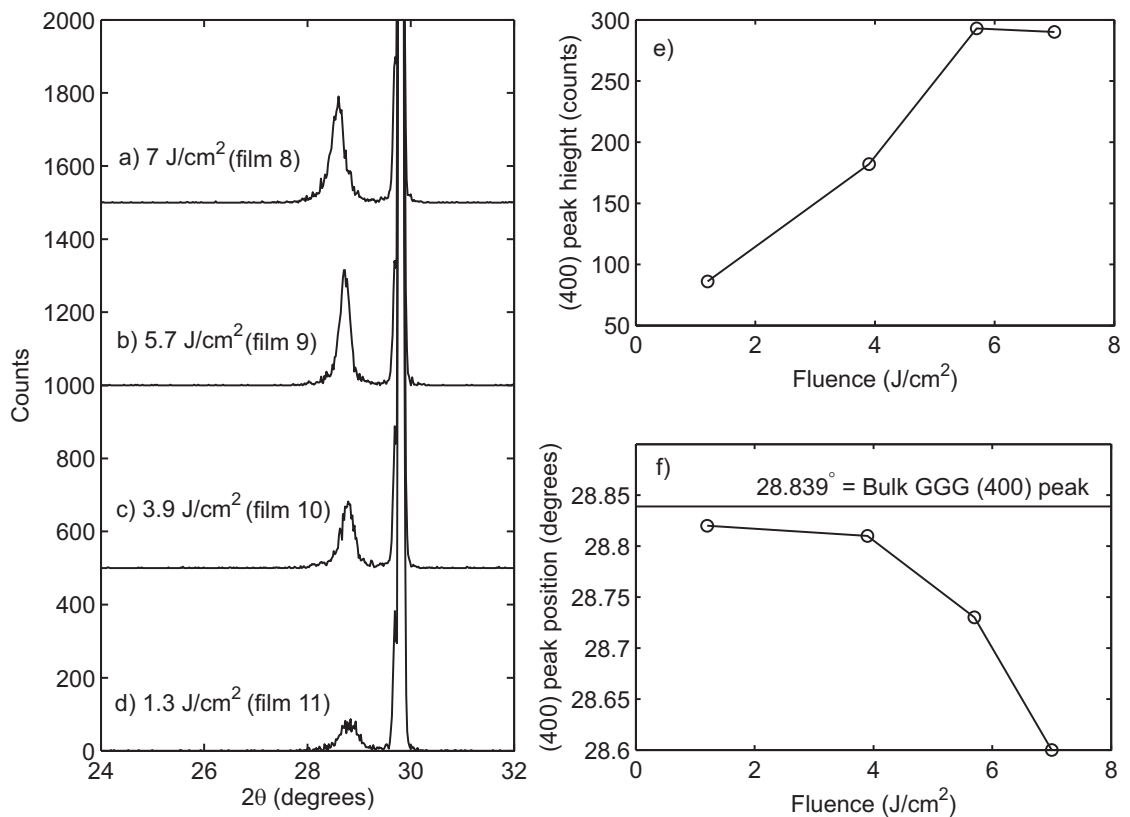 2000
1800
1600
1400
1200
1000
800
600
400
200
0
Counts
a) 7 J/cm² (film 8)
b) 5.7 J/cm² (film 9)
c) 3.9 J/cm² (film 10)
d) 1.3 J/cm² (film 11)
24 26 28 30 32
2θ (degrees)
e)
300
250
200
150
100
50
(400) peak hieght (counts)
0 2 4 6 8
Fluence (J/cm²)
f)
28.839° = Bulk GGG (400) peak
28.85
28.8
28.75
28.7
28.65
28.6
(400) peak position (degrees)
0 2 4 6 8
Fluence (J/cm²)